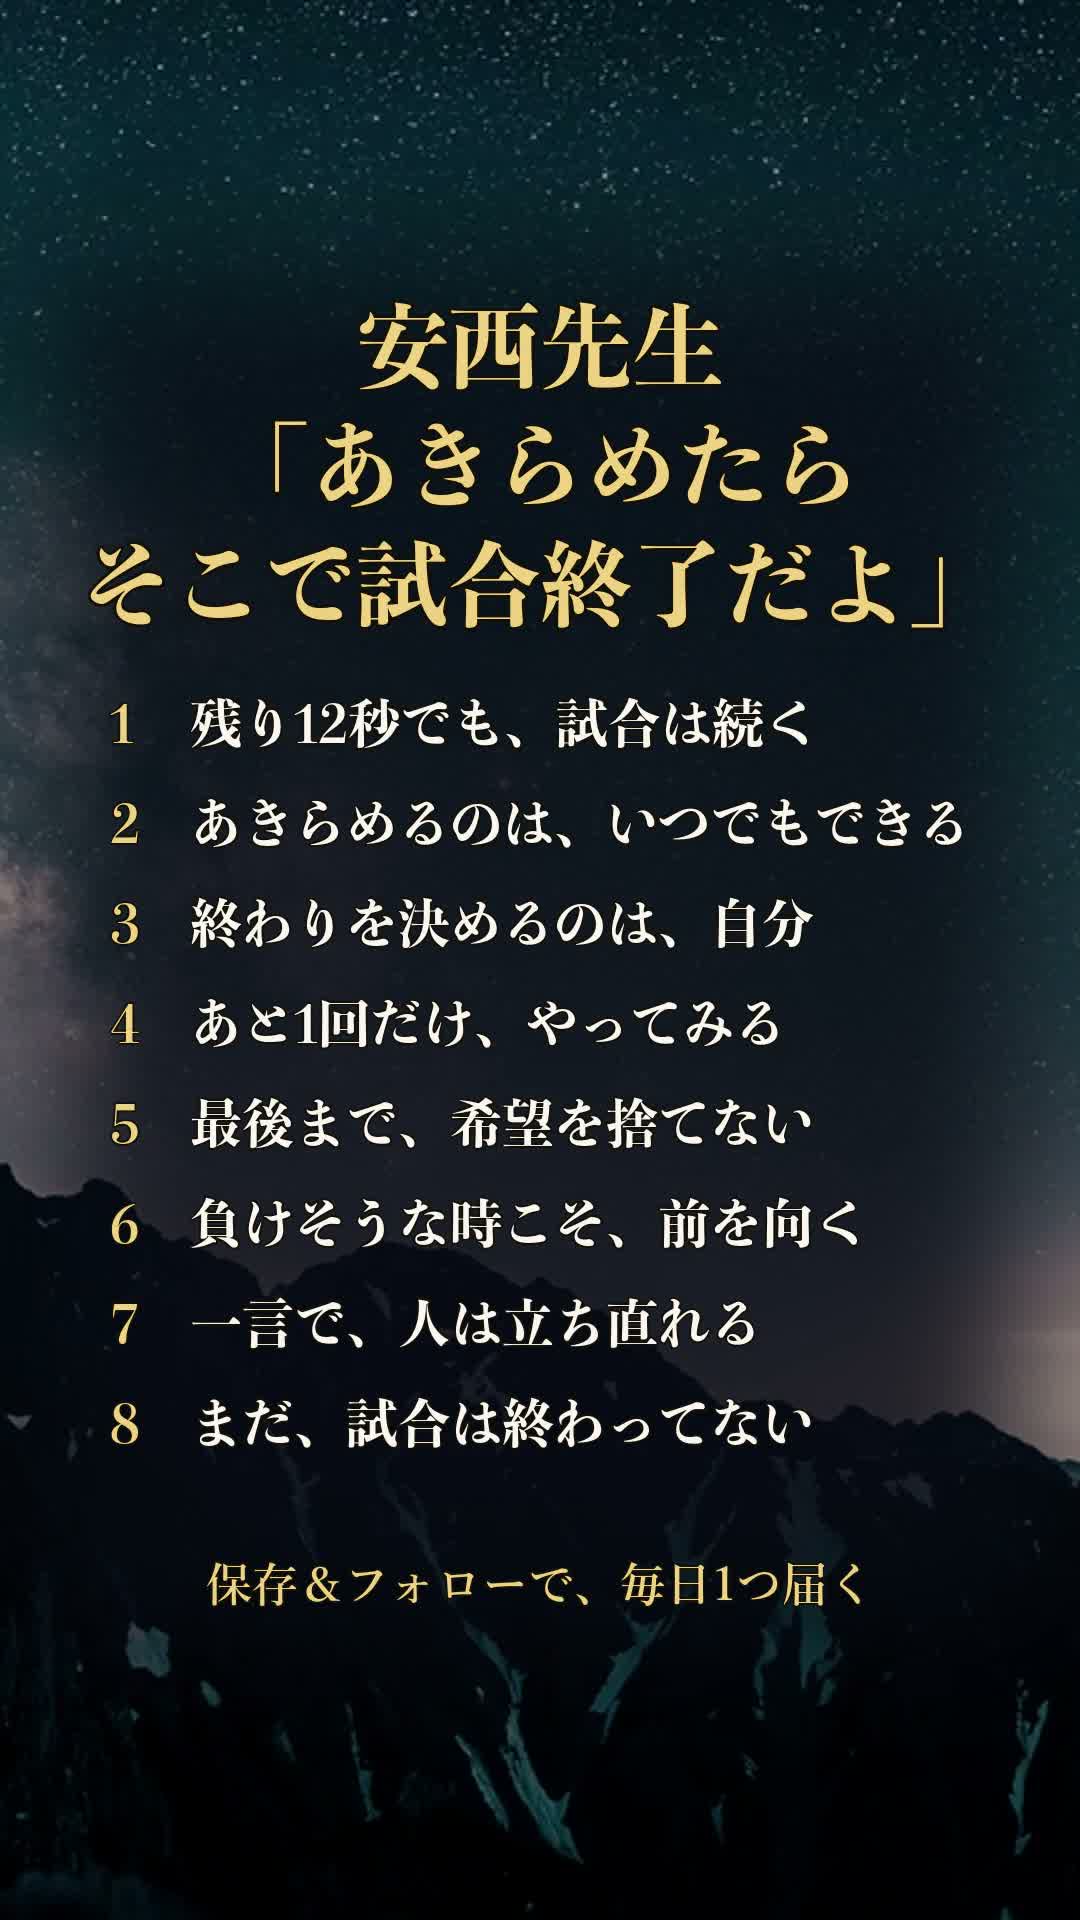 安西先生
「あきらめたら
そこで試合終了だよ」
1 残り12秒でも、試合は続く
2 あきらめるのは、いつでもできる
3 終わりを決めるのは、自分
4 あと1回だけ、やってみる
5 最後まで、希望を捨てない
6 負けそうな時こそ、前を向く
7 一言で、人は立ち直れる
8 まだ、試合は終わってない
保存&フォローで、毎日1つ届く